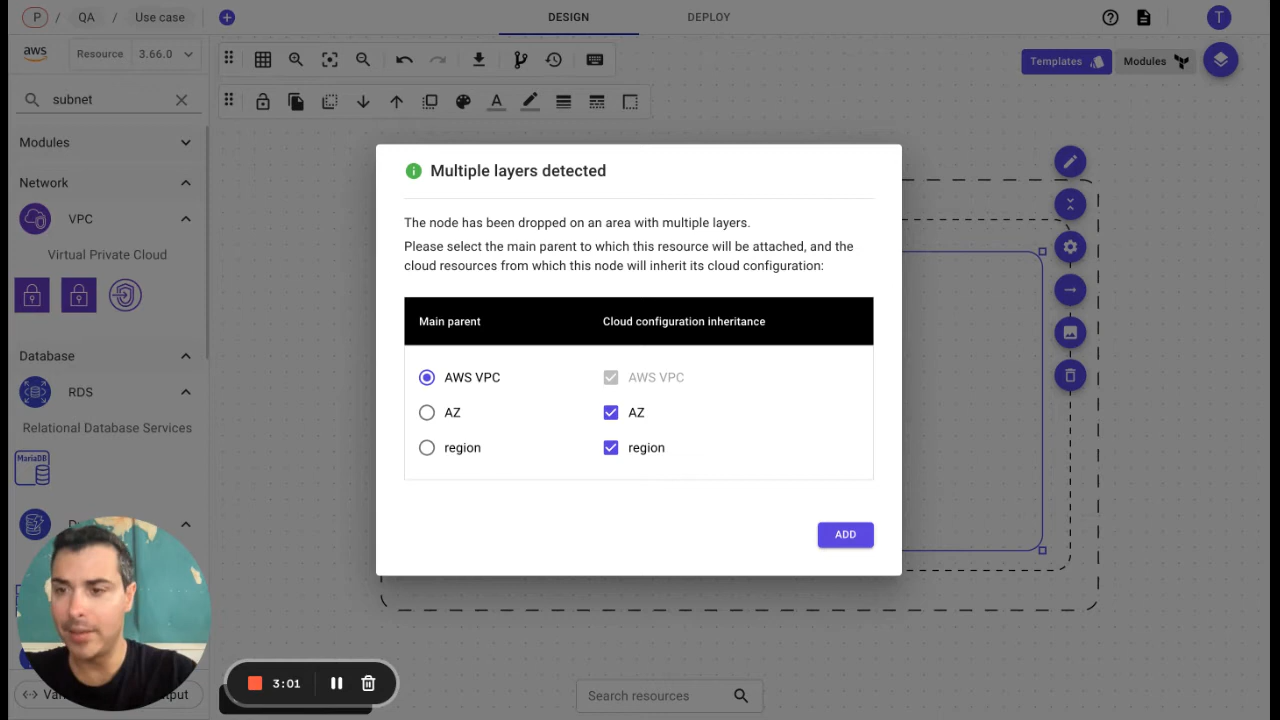 P / QA / Use case
DESIGN
DEPLOY
T
aws
Resource
3.66.0
Templates
Modules
subnet
A
Modules
Network
VPC
Virtual Private Cloud
Database
RDS
Relational Database Services
MariaDB
Multiple layers detected
The node has been dropped on an area with multiple layers.
Please select the main parent to which this resource will be attached, and the
cloud resources from which this node will inherit its cloud configuration:
Main parent
Cloud configuration inheritance
AWS VPC
AWS VPC
AZ
AZ
region
region
ADD
3:01
Search resources